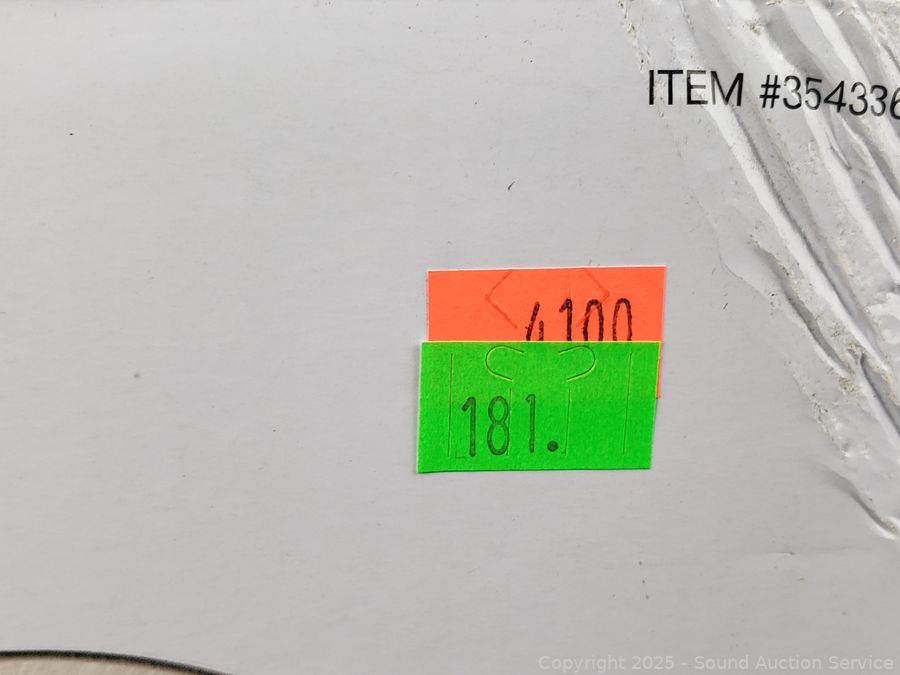 ITEM #354336
4100
181.
Copyright 2025 - Sound Auction Service